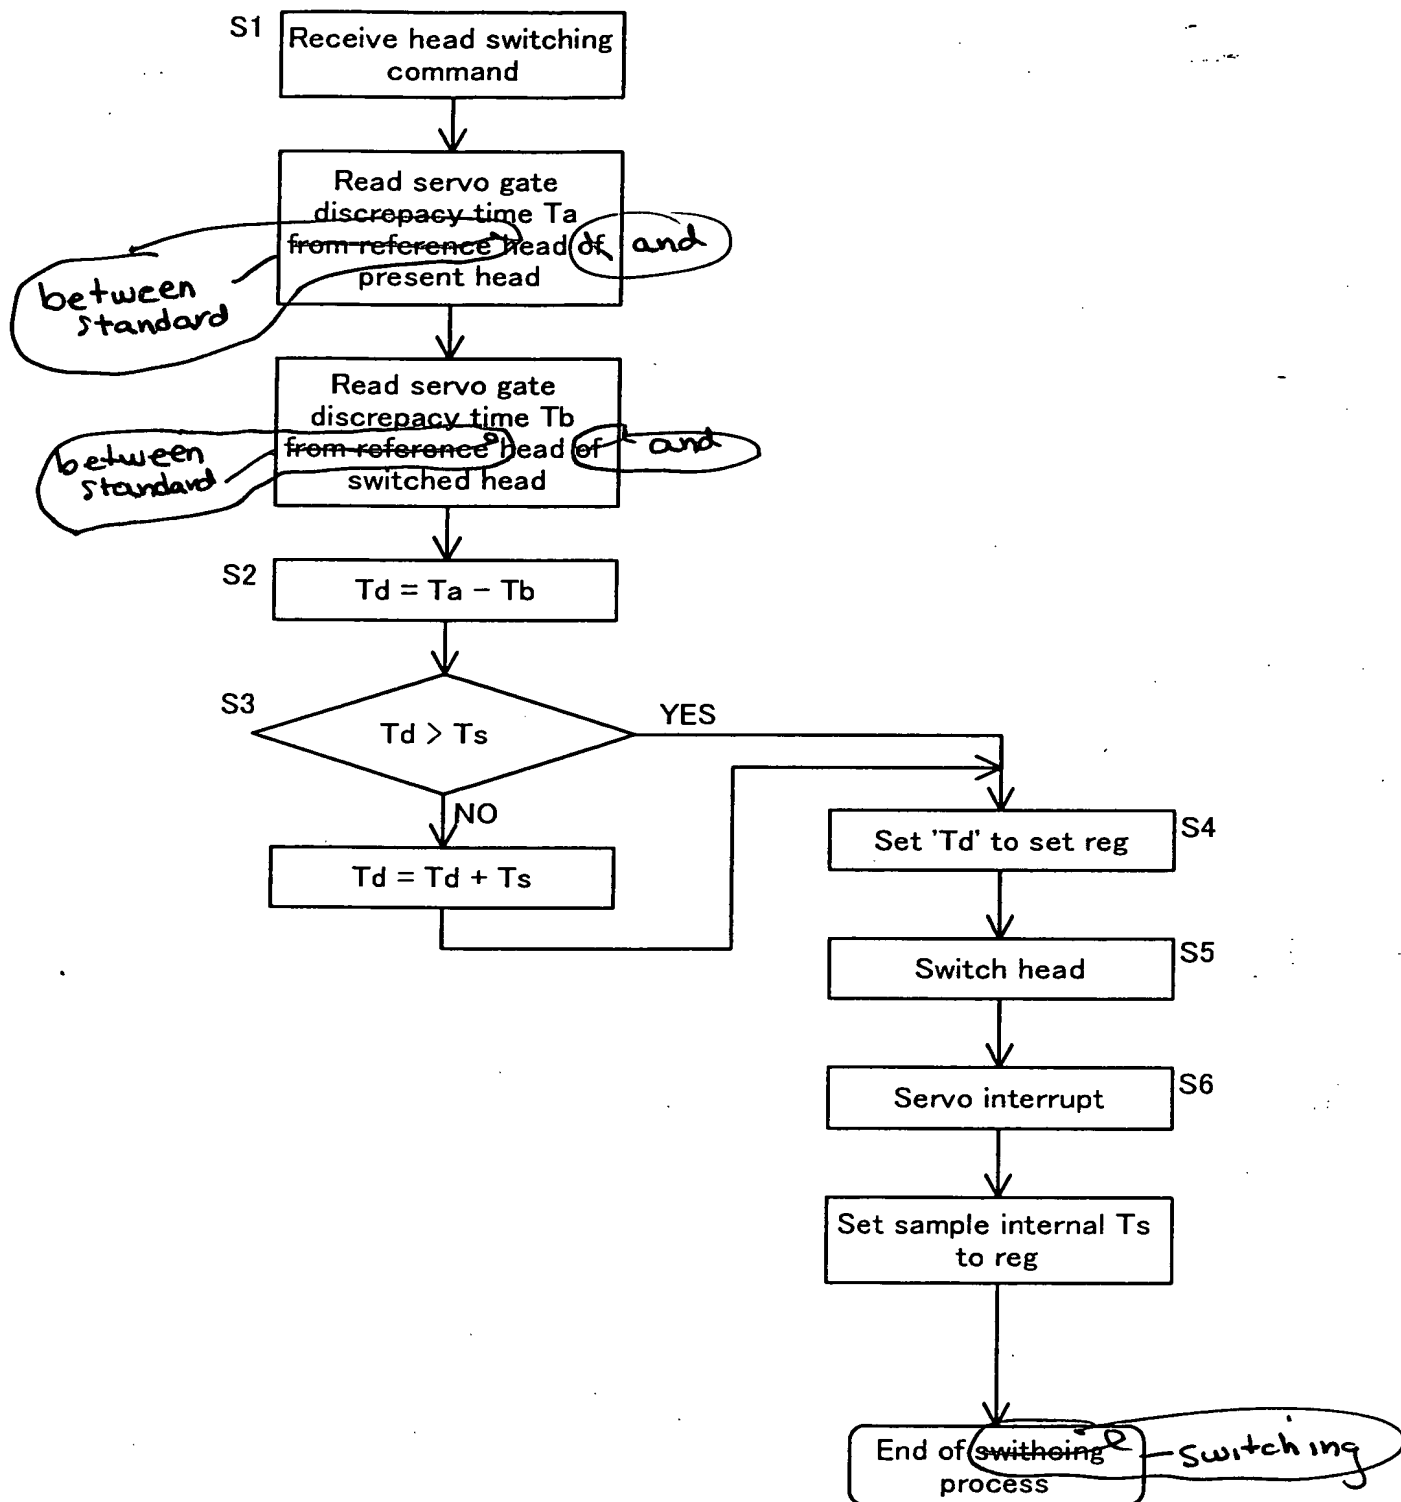 S1
Receive head switching
command
Read servo gate
discrepacy time Ta
from reference head of and
present head
between
standard
Read servo gate
discrepacy time Tb
from reference head of and
switched head
between
standard
S2
Td = Ta - Tb
S3
Td > Ts
YES
NO
Td = Td + Ts
Set 'Td' to set reg
S4
Switch head
S5
Servo interrupt
S6
Set sample internal Ts
to reg
End of swithoing switching
process